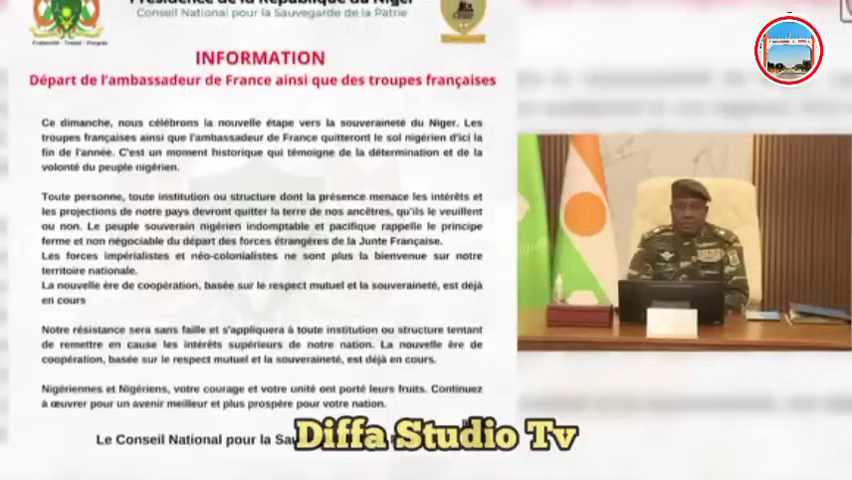 Présidence de la République du Niger
Conseil National pour la Sauvegarde de la Patrie
Fraternité - Travail - Progrès
INFORMATION
Départ de l'ambassadeur de France ainsi que des troupes françaises
Ce dimanche, nous célébrons la nouvelle étape vers la souveraineté du Niger. Les
troupes françaises ainsi que l'ambassadeur de France quitteront le sol nigérien d'ici la
fin de l'année. C'est un moment historique qui témoigne de la détermination et de la
volonté du peuple nigérien.
Toute personne, toute institution ou structure dont la présence menace les intérêts et
les projections de notre pays devront quitter la terre de nos ancêtres, qu'ils le veuillent
ou non. Le peuple souverain nigérien indomptable et pacifique rappelle le principe
ferme et non négociable du départ des forces étrangères de la Junte Française.
Les forces impérialistes et néo-colonialistes ne sont plus la bienvenue sur notre
territoire nationale.
La nouvelle ère de coopération, basée sur le respect mutuel et la souveraineté, est déjà
en cours
Notre résistance sera sans faille et s'appliquera à toute institution ou structure tentant
de remettre en cause les intérêts supérieurs de notre nation. La nouvelle ère de
coopération, basée sur le respect mutuel et la souveraineté, est déjà en cours.
Nigériennes et Nigériens, votre courage et votre unité ont porté leurs fruits. Continuez
à œuvrer pour un avenir meilleur et plus prospère pour votre nation.
Le Conseil National pour la Sau
Diffa Studio Tv